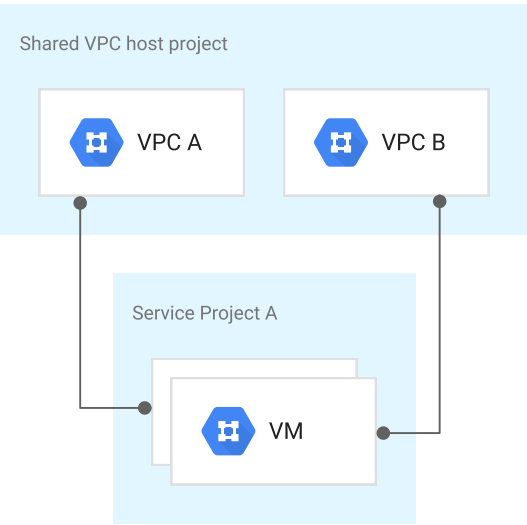 Shared VPC host project
VPC A
VPC B
Service Project A
VM